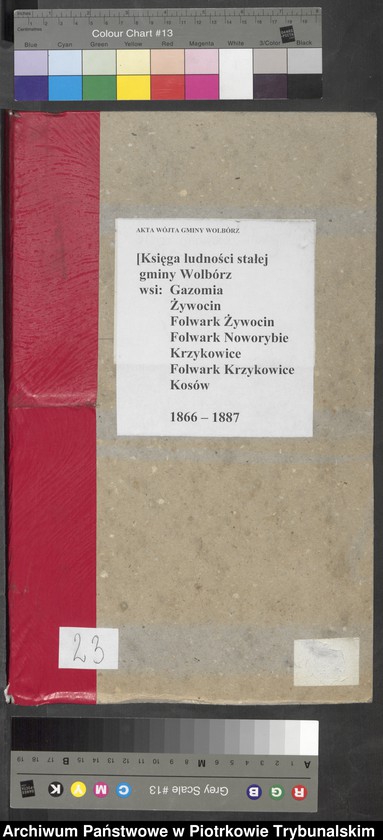 Centimetres
Colour Chart #13
Blue Cyan Green Yellow Red Magenta White 3/Color Black
AKTA WÓJTA GMINY WOLBÓRZ
[Księga ludności stałej
gminy Wolbórz
wsi: Gazomia
Żywocin
Folwark Żywocin
Folwark Noworybie
Krzykowice
Folwark Krzykowice
Kosów
1866 – 1887
23
R G B Grey Scale #13 C M Y K
Archiwum Państwowe w Piotrkowie Trybunalskim